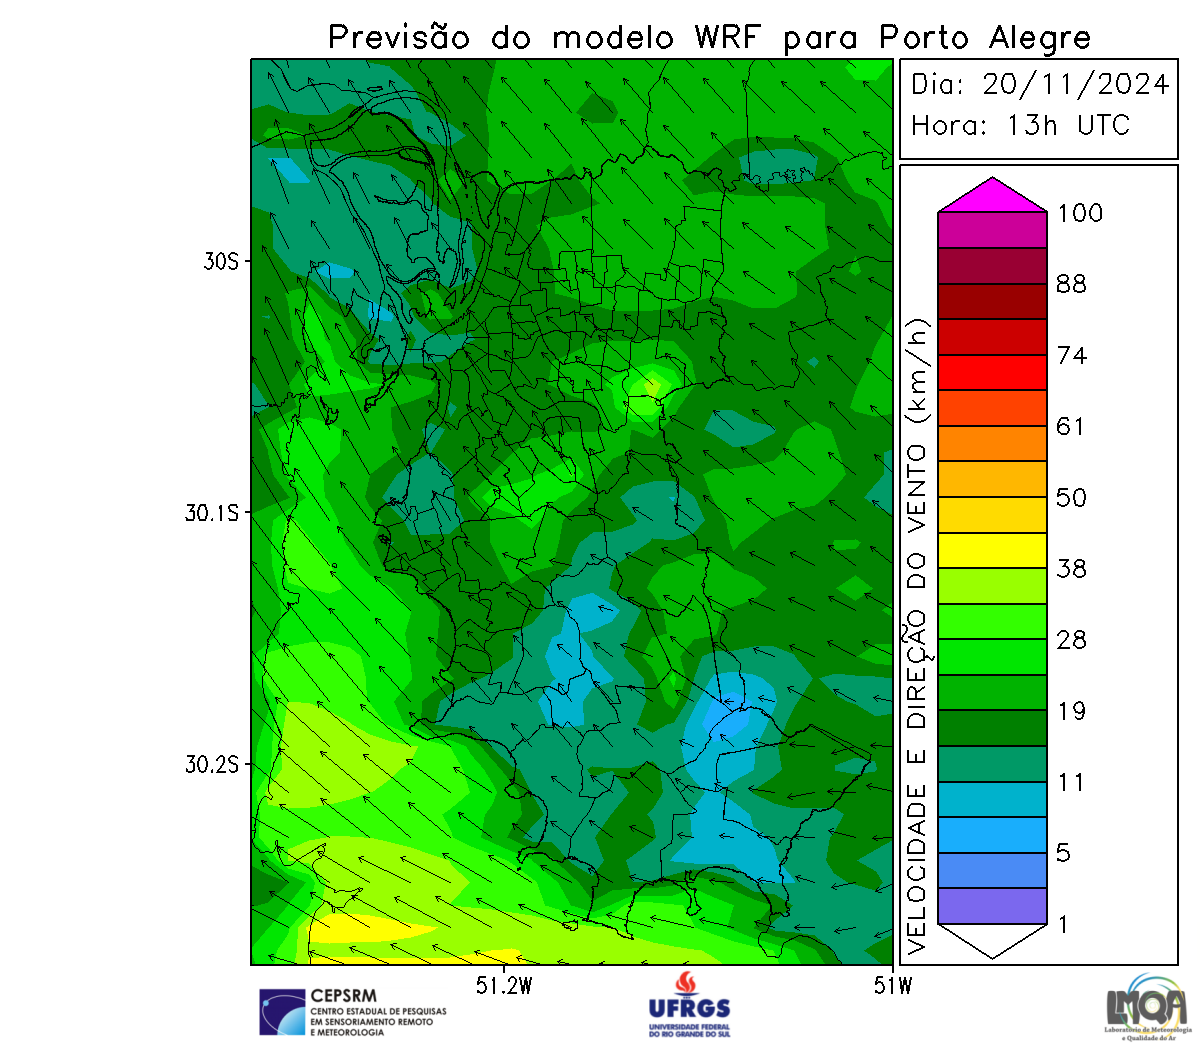 Previsão do modelo WRF para Porto Alegre
Dia: 20/11/2024
Hora: 13h UTC
30S
30.1S
30.2S
51.2W
51W
VELOCIDADE E DIREÇÃO DO VENTO (km/h)
100
88
74
61
50
38
28
19
11
5
1
CEPSRM
CENTRO ESTADUAL DE PESQUISAS
EM SENSORIAMENTO REMOTO
E METEOROLOGIA
UFRGS
UNIVERSIDADE FEDERAL
DO RIO GRANDE DO SUL
LMQA
Laboratório de Meteorologia
e Qualidade do Ar